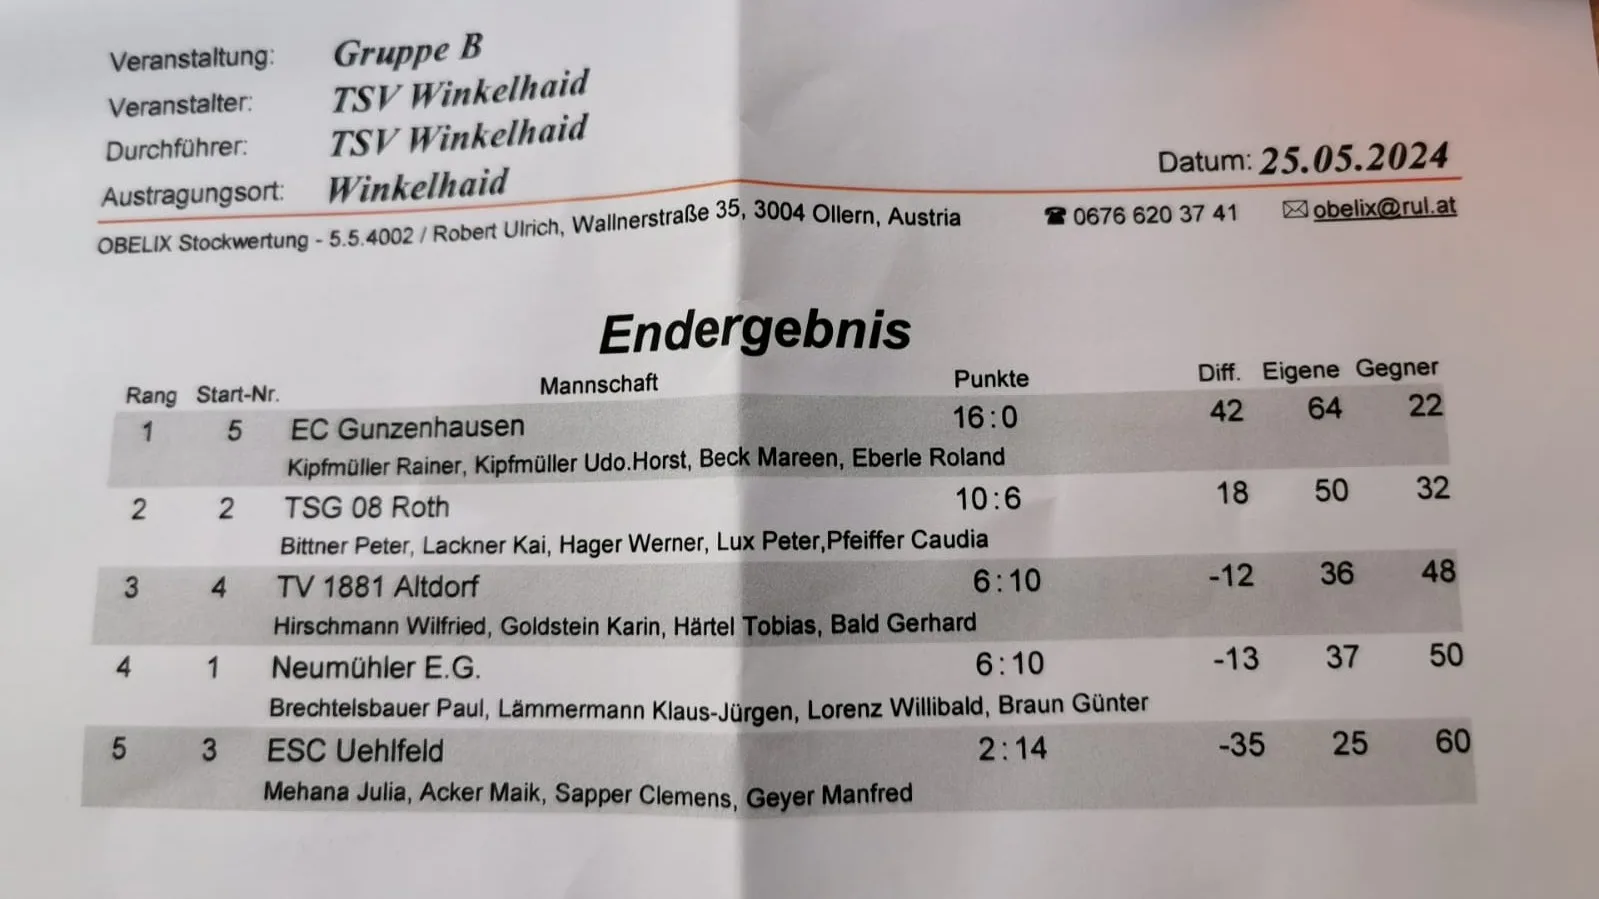 Veranstaltung: Gruppe B
Veranstalter: TSV Winkelhaid
Durchführer: TSV Winkelhaid
Austragungsort: Winkelhaid
Datum: 25.05.2024
OBELIX Stockwertung - 5.5.4002 / Robert Ulrich, Wallnerstraße 35, 3004 Ollern, Austria ☎ 0676 620 37 41 ✉ obelix@rul.at
Endergebnis
Rang Start-Nr. Mannschaft Punkte Diff. Eigene Gegner
1 5 EC Gunzenhausen 16:0 42 64 22
Kipfmüller Rainer, Kipfmüller Udo.Horst, Beck Mareen, Eberle Roland
2 2 TSG 08 Roth 10:6 18 50 32
Bittner Peter, Lackner Kai, Hager Werner, Lux Peter,Pfeiffer Caudia
3 4 TV 1881 Altdorf 6:10 -12 36 48
Hirschmann Wilfried, Goldstein Karin, Härtel Tobias, Bald Gerhard
4 1 Neumühler E.G. 6:10 -13 37 50
Brechtelsbauer Paul, Lämmermann Klaus-Jürgen, Lorenz Willibald, Braun Günter
5 3 ESC Uehlfeld 2:14 -35 25 60
Mehana Julia, Acker Maik, Sapper Clemens, Geyer Manfred